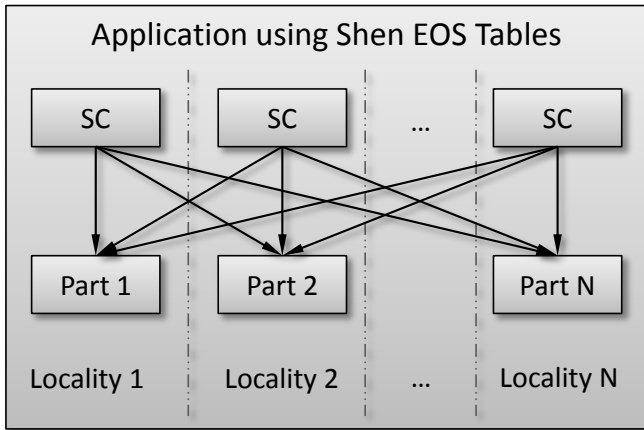 Application using Shen EOS Tables
SC SC ... SC
Part 1 Part 2 Part N
Locality 1 Locality 2 ... Locality N